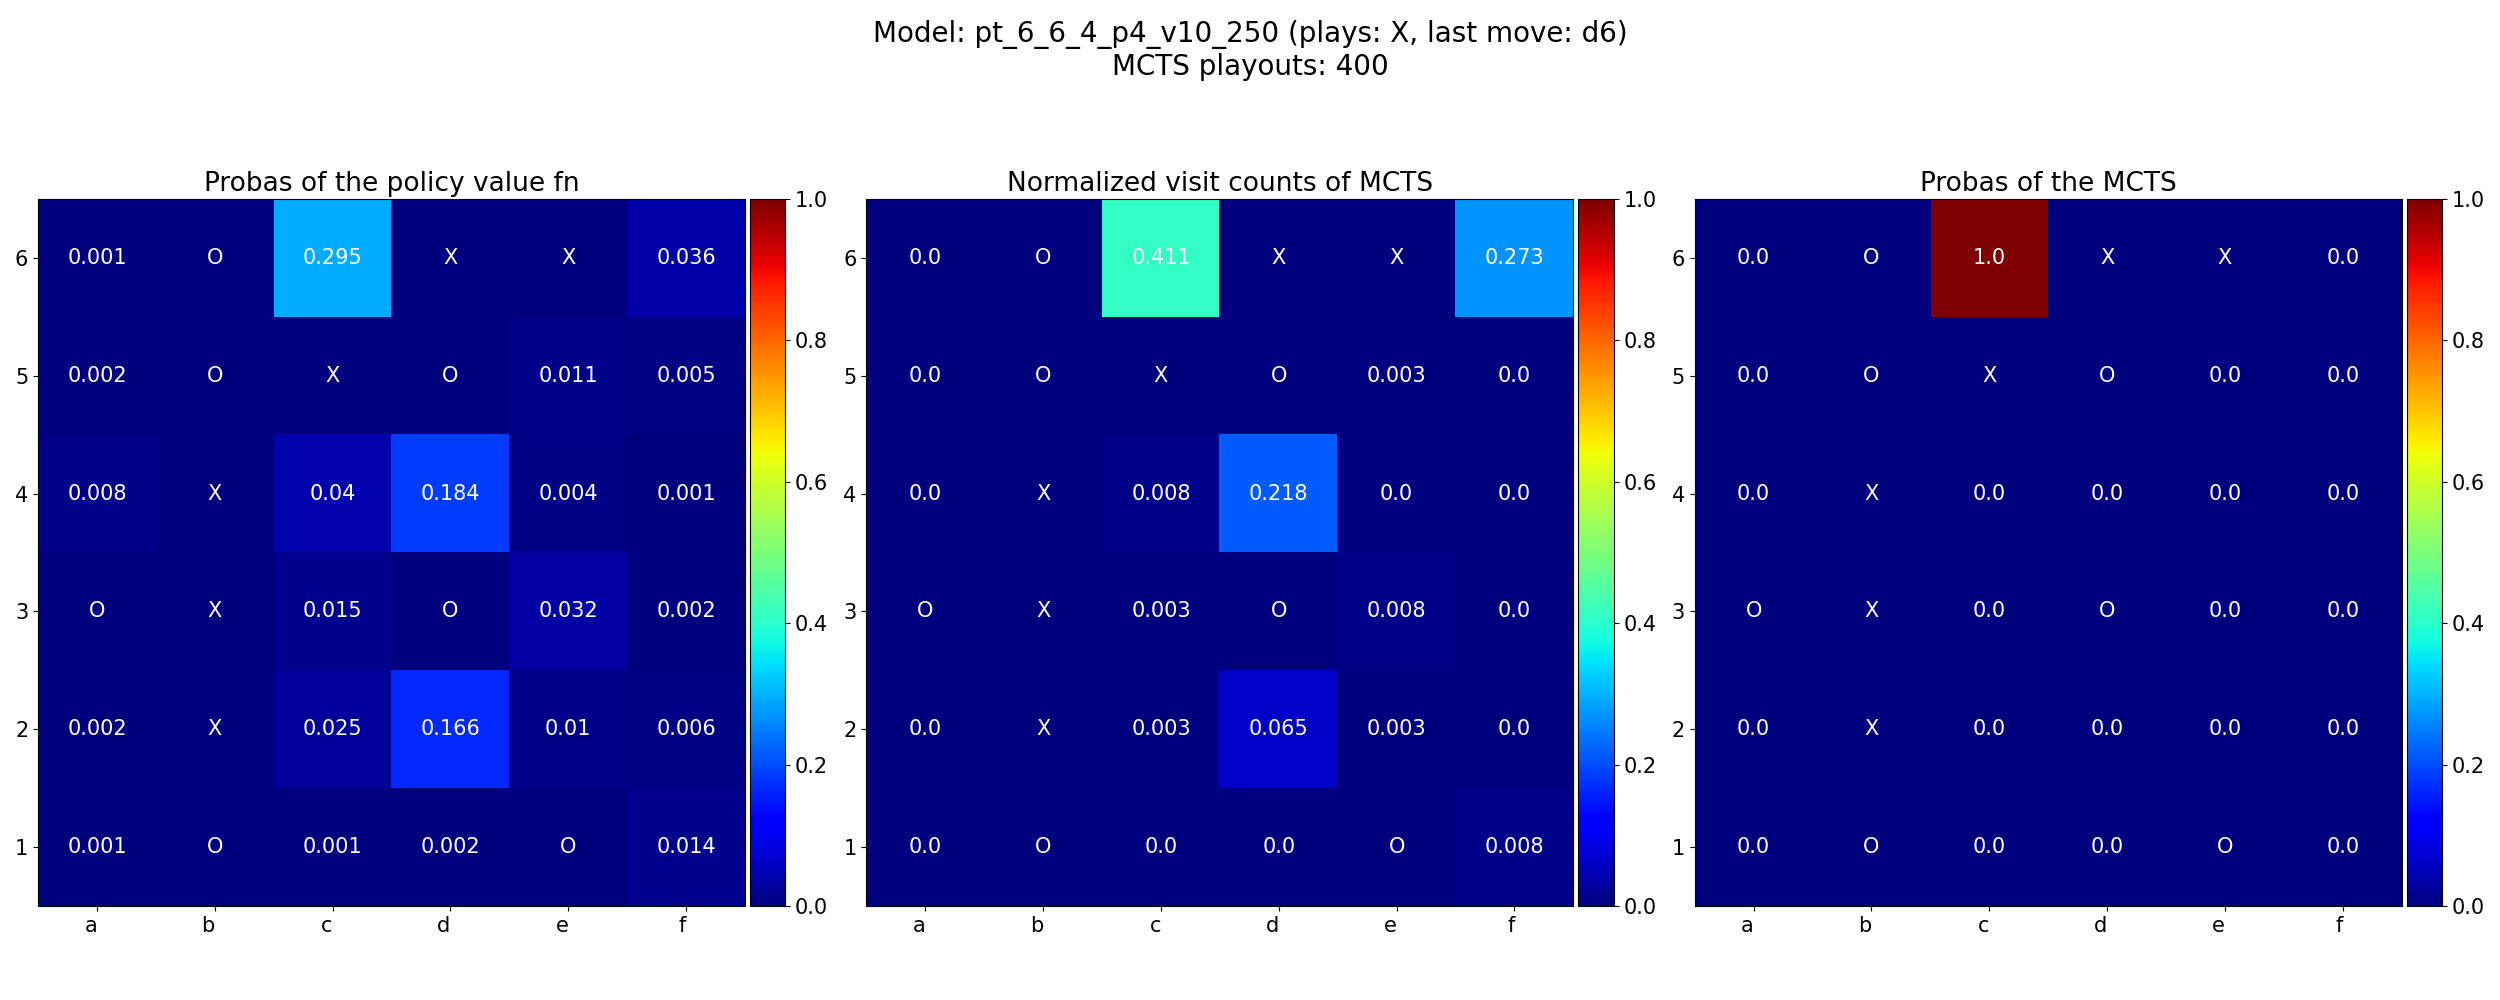 Model: pt_6_6_4_p4_v10_250 (plays: X, last move: d6)
MCTS playouts: 400
Probas of the policy value fn
6 0.001 O 0.295 X X 0.036
5 0.002 O X O 0.011 0.005
4 0.008 X 0.04 0.184 0.004 0.001
3 O X 0.015 O 0.032 0.002
2 0.002 X 0.025 0.166 0.01 0.006
1 0.001 O 0.001 0.002 O 0.014
a b c d e f
1.0
0.8
0.6
0.4
0.2
0.0
Normalized visit counts of MCTS
6 0.0 O 0.411 X X 0.273
5 0.0 O X O 0.003 0.0
4 0.0 X 0.008 0.218 0.0 0.0
3 O X 0.003 O 0.008 0.0
2 0.0 X 0.003 0.065 0.003 0.0
1 0.0 O 0.0 0.0 O 0.008
a b c d e f
1.0
0.8
0.6
0.4
0.2
0.0
Probas of the MCTS
6 0.0 O 1.0 X X 0.0
5 0.0 O X O 0.0 0.0
4 0.0 X 0.0 0.0 0.0 0.0
3 O X 0.0 O 0.0 0.0
2 0.0 X 0.0 0.0 0.0 0.0
1 0.0 O 0.0 0.0 O 0.0
a b c d e f
1.0
0.8
0.6
0.4
0.2
0.0